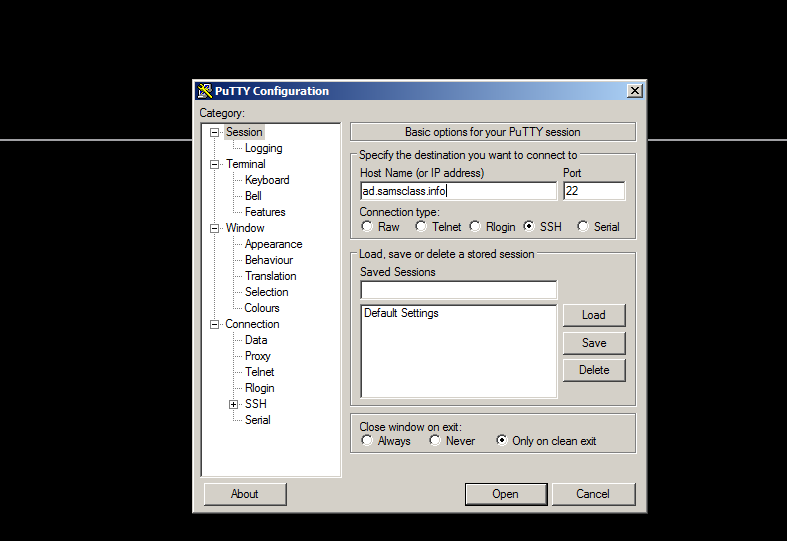 PuTTY Configuration
Category:
Session
Logging
Terminal
Keyboard
Bell
Features
Window
Appearance
Behaviour
Translation
Selection
Colours
Connection
Data
Proxy
Telnet
Rlogin
SSH
Serial
Basic options for your PuTTY session
Specify the destination you want to connect to
Host Name (or IP address) Port
ad.samsclass.info 22
Connection type:
Raw Telnet Rlogin SSH Serial
Load, save or delete a stored session
Saved Sessions
Default Settings
Load
Save
Delete
Close window on exit:
Always Never Only on clean exit
About Open Cancel